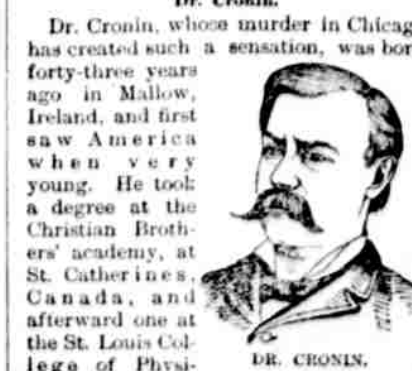 Dr. Cronin.
Dr. Cronin, whose murder in Chicag
has created such a sensation, was bor
forty-three years
ago in Mallow,
Ireland, and first
saw America
when very
young. He took
a degree at the
Christian Broth-
ers' academy, at
St. Catherines,
Canada, and
afterward one at
the St. Louis Col-
lege of Physi-
DR. CRONIN.